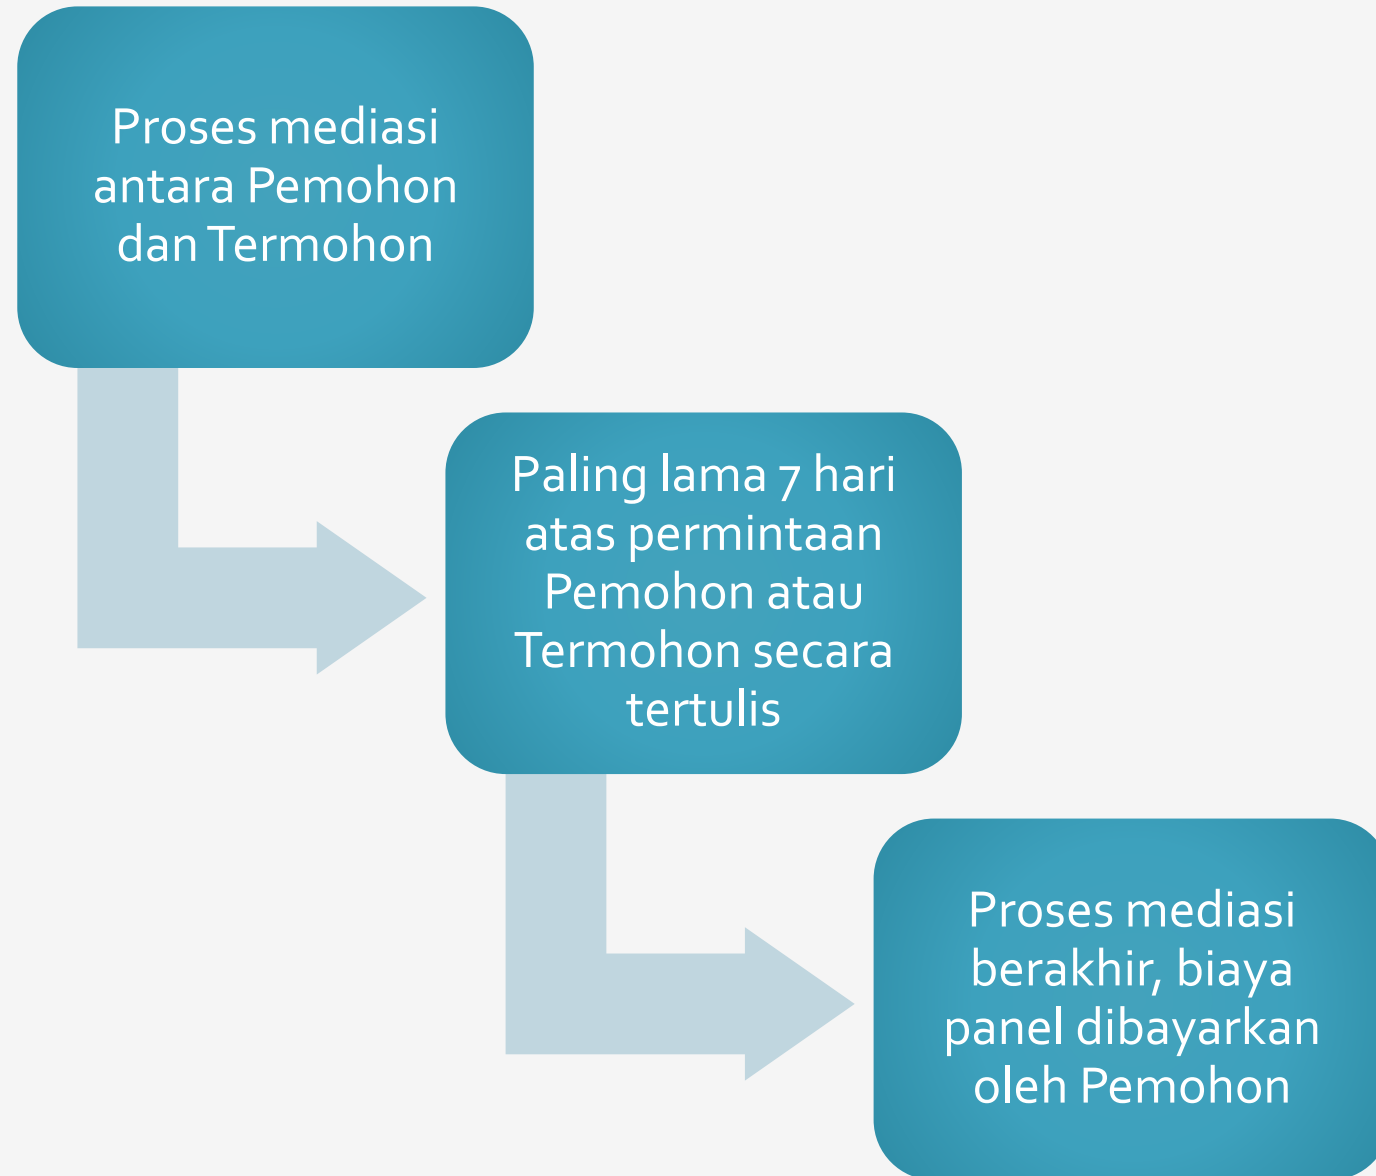 Proses mediasi
antara Pemohon
dan Termohon
Paling lama 7 hari
atas permintaan
Pemohon atau
Termohon secara
tertulis
Proses mediasi
berakhir, biaya
panel dibayarkan
oleh Pemohon